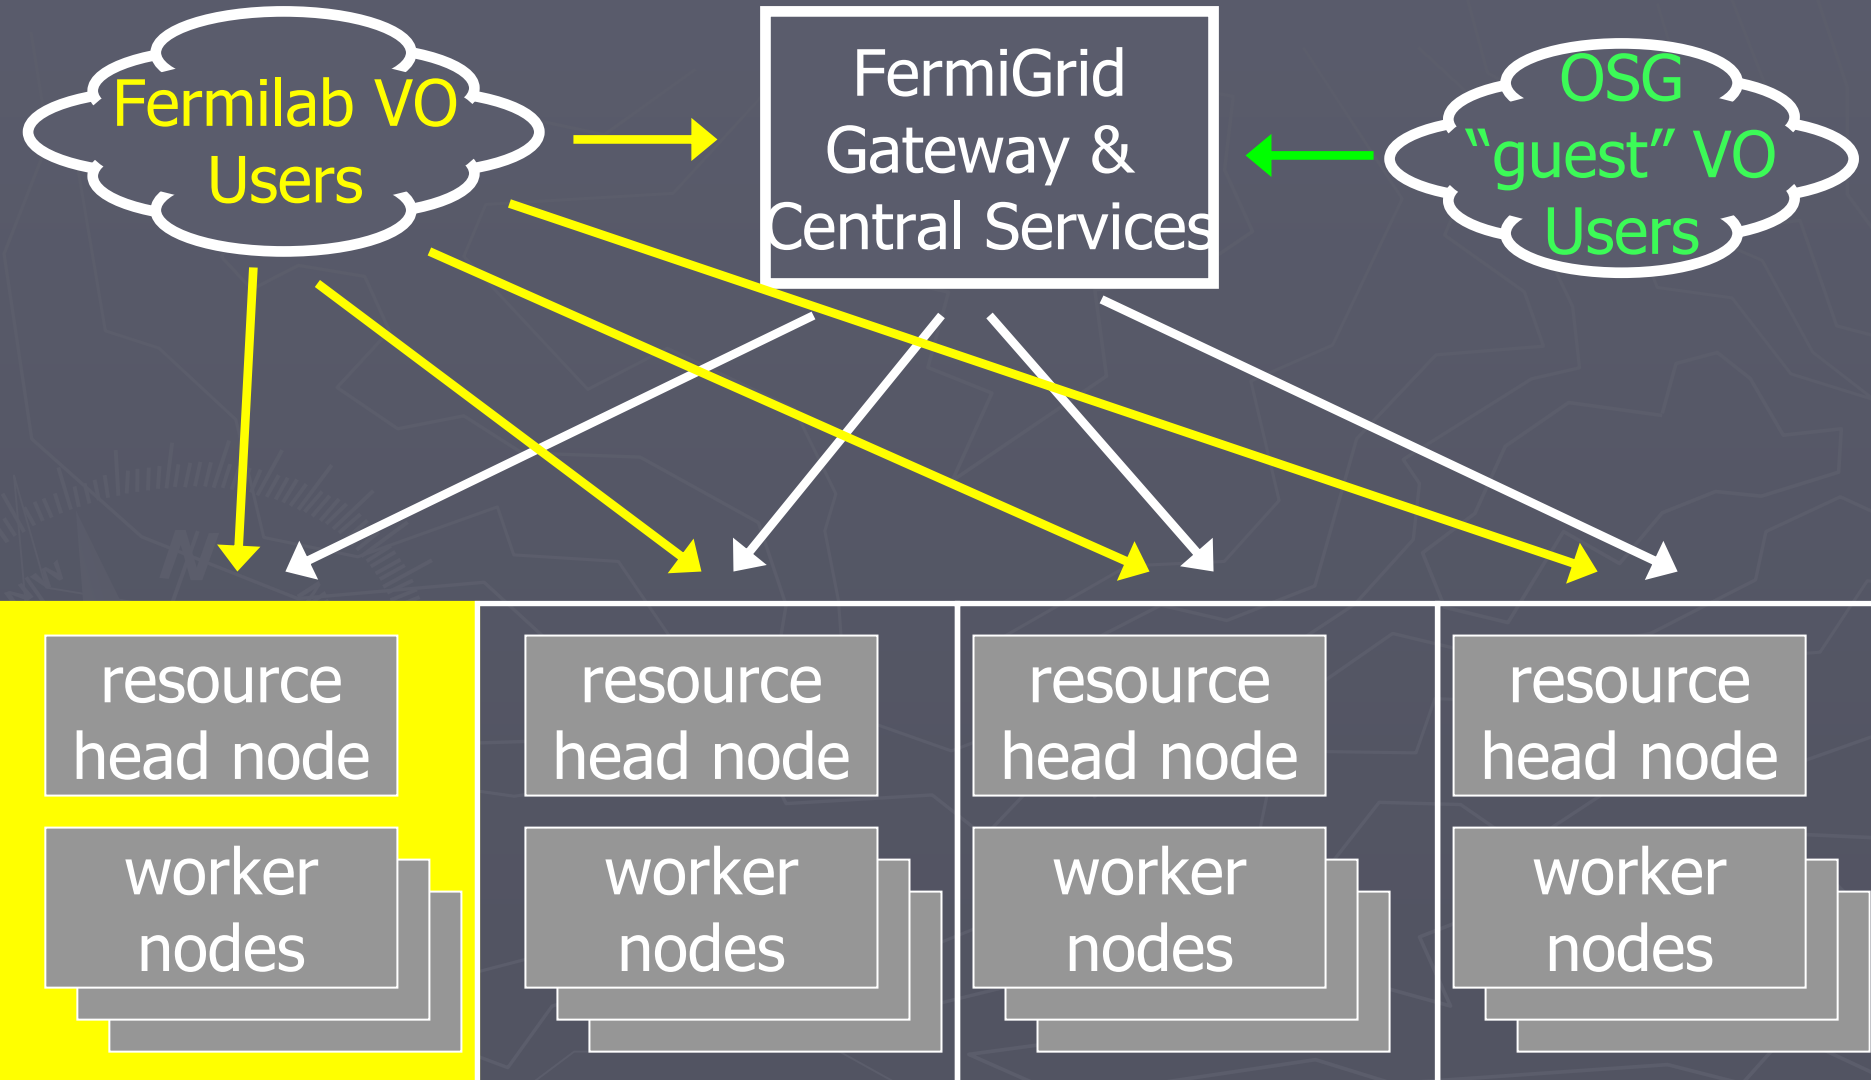 Fermilab VO
Users
FermiGrid
Gateway &
Central Services
OSG
“guest” VO
Users
N
resource
head node
resource
head node
resource
head node
resource
head node
worker
nodes
worker
nodes
worker
nodes
worker
nodes